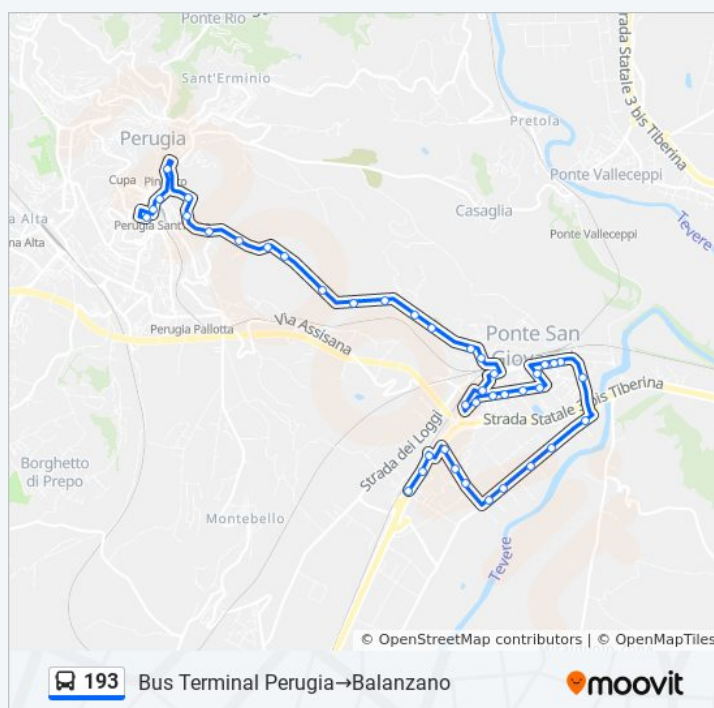 Ponte Rio
Sant'Erminio
Perugia
Pretola
Strada Statale 3 bis Tiberina
Cupa
Ponte Valleceppi
Casaglia
Tevere
Alta
Perugia Sant
na Alta
Ponte Valleceppi
Perugia Pallotta
Via Assisana
Ponte San
Strada Statale 3 bis Tiberina
Strada dei Loggi
Borghetto
di Prepo
Montebello
Tevere
© OpenStreetMap contributors | © OpenMapTiles
193
Bus Terminal Perugia→Balanzano
moovit